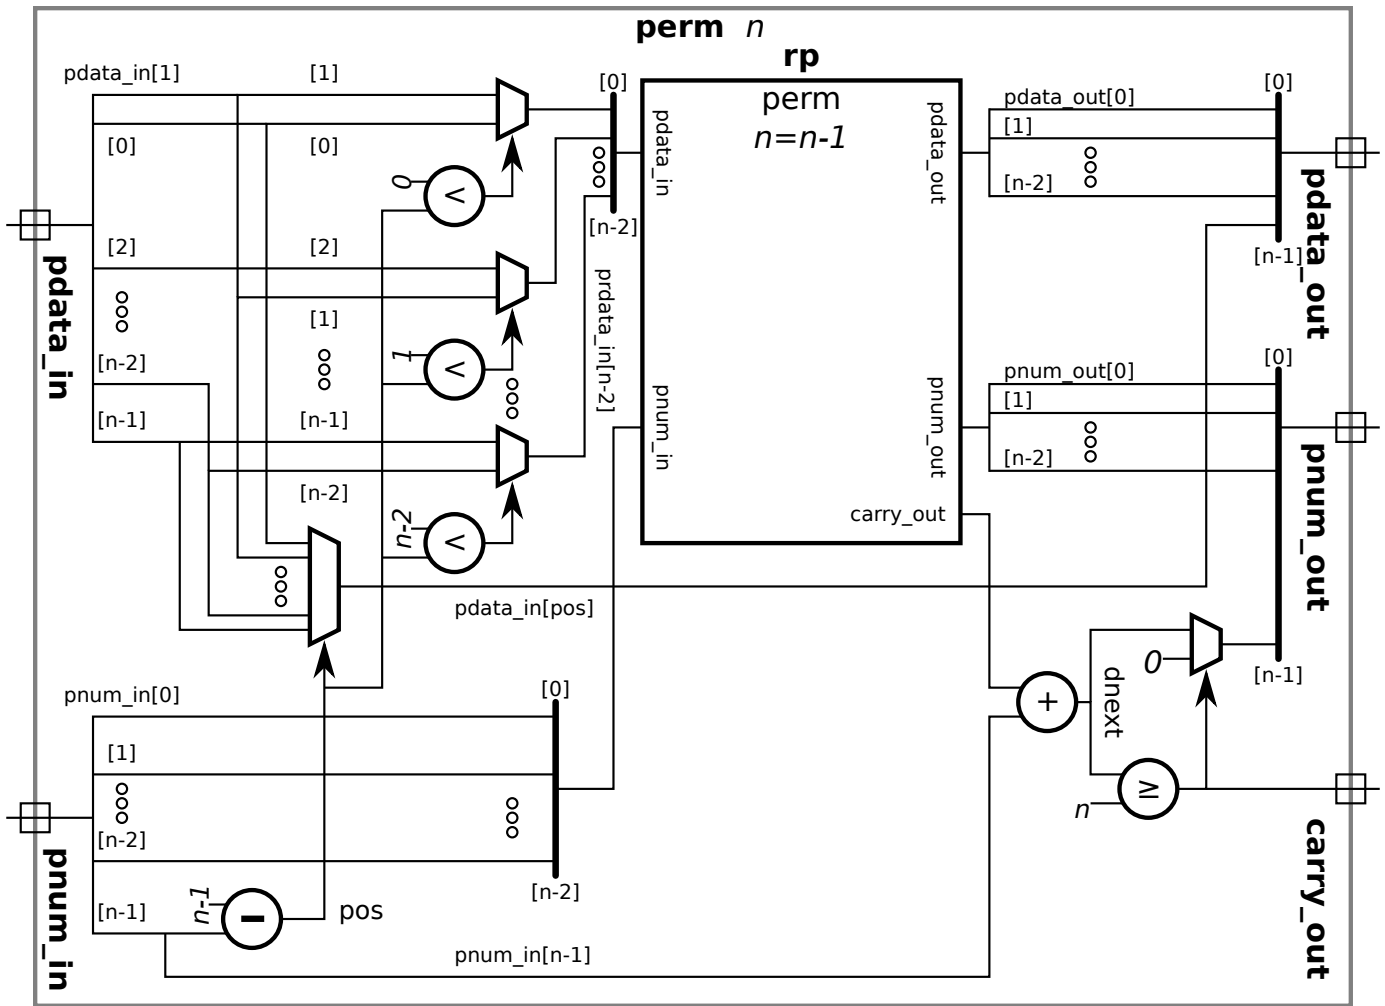 perm n
rp
pdata_in[1]
[1]
[0]
[0]
pdata_out[0]
perm
n=n-1
pdata_in
pdata_out
[1]
[n-2]
[0]
[0]
0
<
[n-2]
[n-1]
pdata_out
[2]
[2]
pdata_in
[1]
1
<
prdata_in[n-2]
[n-2]
[n-1]
[n-1]
[n-2]
n-2
<
pnum_in
pnum_out
carry_out
pnum_out[0]
[1]
[n-2]
[0]
pnum_out
pdata_in[pos]
0
[n-1]
+
dnext
n
≥
carry_out
pnum_in[0]
[0]
[1]
[n-2]
[n-2]
pnum_in
[n-1]
n-1
–
pos
pnum_in[n-1]